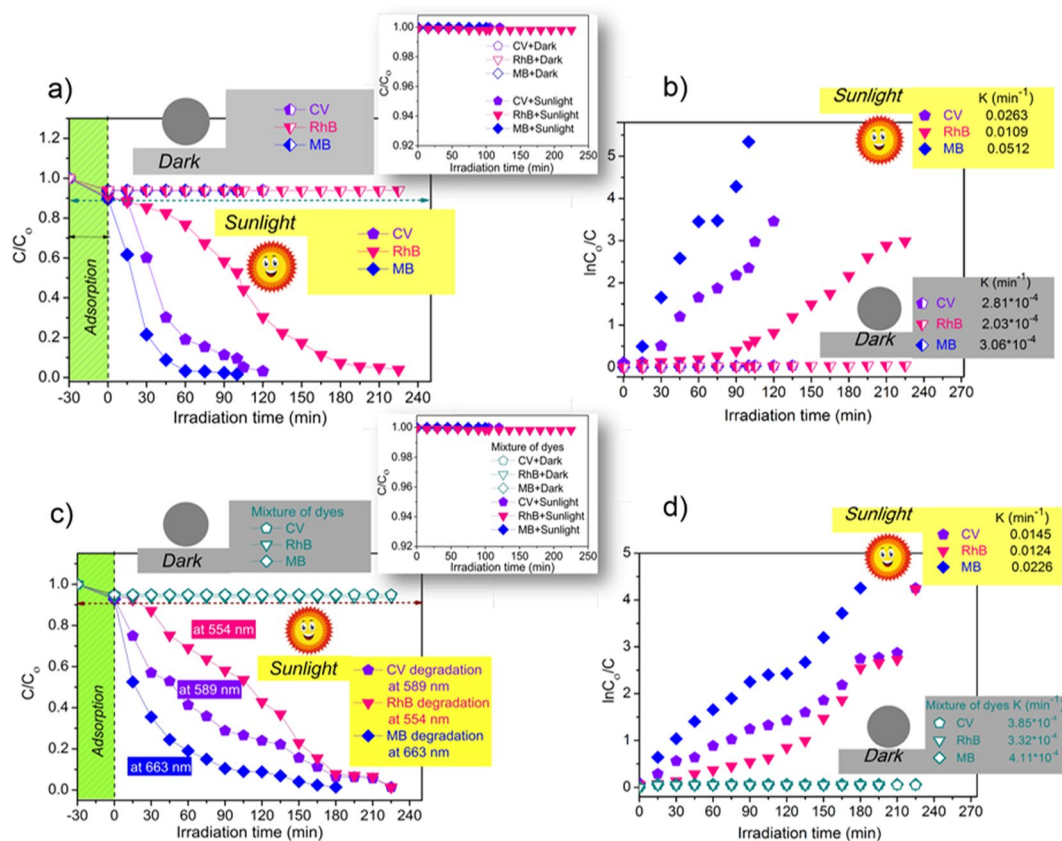 a)
Dark
CV
RhB
MB
1.2
1.0
0.8
0.6
0.4
0.2
0.0
C/C₀
Adsorption
Sunlight
CV
RhB
MB
-30 0 30 60 90 120 150 180 210 240
Irradiation time (min)
1.00
0.98
0.96
0.94
0.92
C/C₀
CV+Dark
RhB+Dark
MB+Dark
CV+Sunlight
RhB+Sunlight
MB+Sunlight
0 50 100 150 200 250
Irradiation time (min)
b)
Sunlight
K (min⁻¹)
CV 0.0263
RhB 0.0109
MB 0.0512
5
4
3
2
1
0
lnC₀/C
K (min⁻¹)
CV 2.81*10⁻⁴
RhB 2.03*10⁻⁴
MB 3.06*10⁻⁴
Dark
0 30 60 90 120 150 180 210 240 270
Irradiation time (min)
c)
Dark
Mixture of dyes
CV
RhB
MB
1.0
0.8
0.6
0.4
0.2
0.0
C/C₀
Adsorption
at 554 nm
at 589 nm
at 663 nm
Sunlight
CV degradation
at 589 nm
RhB degradation
at 554 nm
MB degradation
at 663 nm
-30 0 30 60 90 120 150 180 210 240
Irradiation time (min)
1.00
0.98
0.96
0.94
0.92
C/C₀
Mixture of dyes
CV+Dark
RhB+Dark
MB+Dark
CV+Sunlight
RhB+Sunlight
MB+Sunlight
0 50 100 150 200 250
Irradiation time (min)
d)
Sunlight
K (min⁻¹)
CV 0.0145
RhB 0.0124
MB 0.0226
5
4
3
2
1
0
lnC₀/C
Mixture of dyes K (min⁻¹)
CV 3.85*10⁻⁴
RhB 3.32*10⁻⁴
MB 4.11*10⁻⁴
Dark
0 30 60 90 120 150 180 210 240
Irradiation time (min)